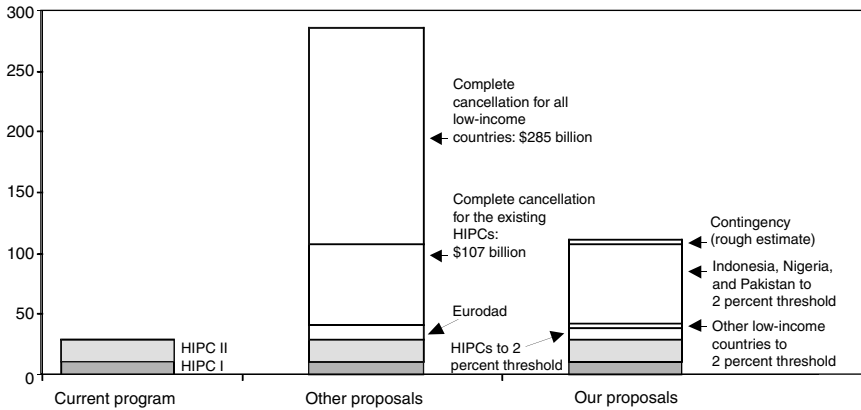 300
250
200
150
100
50
0
HIPC II
HIPC I
Current program
Complete
cancellation for all
low-income
countries: $285 billion
Complete cancellation
for the existing
HIPCs:
$107 billion
Eurodad
Other proposals
HIPCs to 2
percent threshold
Contingency
(rough estimate)
Indonesia, Nigeria,
and Pakistan to
2 percent threshold
Other low-income
countries to
2 percent threshold
Our proposals